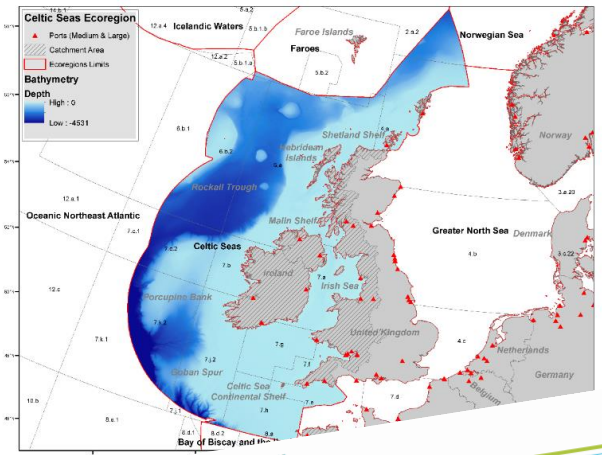 Celtic Seas Ecoregion
Ports (Medium & Large)
Catchment Area
Ecoregions Limits
Bathymetry
Depth
High : 0
Low : -4531
14.b.1
12.a.4
Icelandic Waters
5.a.2
5.b.1.b
Faroe Islands
Faroes
2.a.2
Norwegian Sea
12.a.2
5.b.1.a
5.b.2
Shetland Shelf
4.a
Norway
6.b.1
6.b.2
Hebridean
Islands
6.a
Rockall Trough
12.a.1
3.a.20
Oceanic Northeast Atlantic
Malin Shelf
7.c.1
Greater North Sea
Denmark
7.c.2
Celtic Seas
7.b
4.b
3.c.22
Ireland
7.a
Irish Sea
12.c
Porcupine Bank
7.k.1
7.k.2
United Kingdom
7.g
7.f
4.c
Netherlands
7.j.2
Goban Spur
Germany
Celtic Sea
Continental Shelf
Belgium
10.b
7.d
7.j.1
7.h
8.e.1
8.d.1
8.d.2
8.a
Bay of Biscay and the